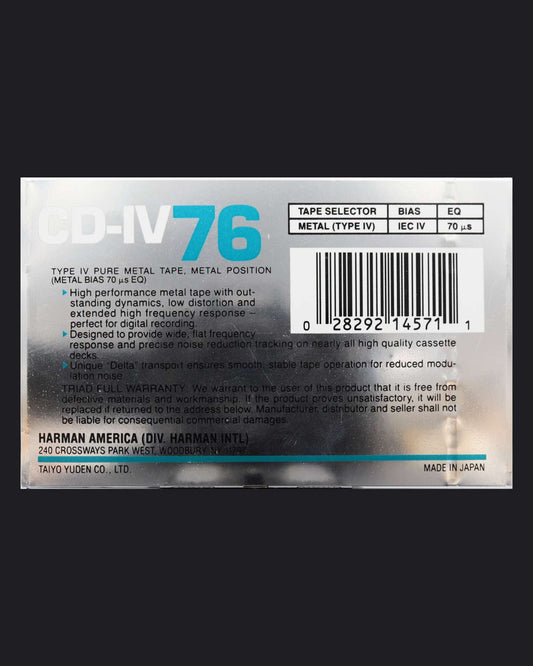 CD-IV76
TAPE SELECTOR BIAS EQ
METAL (TYPE IV) IEC IV 70 μs
TYPE IV PURE METAL TAPE, METAL POSITION
(METAL BIAS 70 μs EQ)
High performance metal tape with out-
standing dynamics, low distortion and
extended high frequency response –
perfect for digital recording.
Designed to provide wide, flat frequency
response and precise noise reduction tracking on nearly all high quality cassette
decks.
Unique "Delta" transport ensures smooth, stable tape operation for reduced modu-
lation noise.
0 28292 14571 1
TRIAD FULL WARRANTY: We warrant to the user of this product that it is free from
defective materials and workmanship. If the product proves unsatisfactory, it will be
replaced if returned to the address below. Manufacturer, distributor and seller shall not
be liable for consequential commercial damages.
HARMAN AMERICA (DIV. HARMAN INTL)
240 CROSSWAYS PARK WEST, WOODBURY, NY
TAIYO YUDEN CO., LTD. MADE IN JAPAN